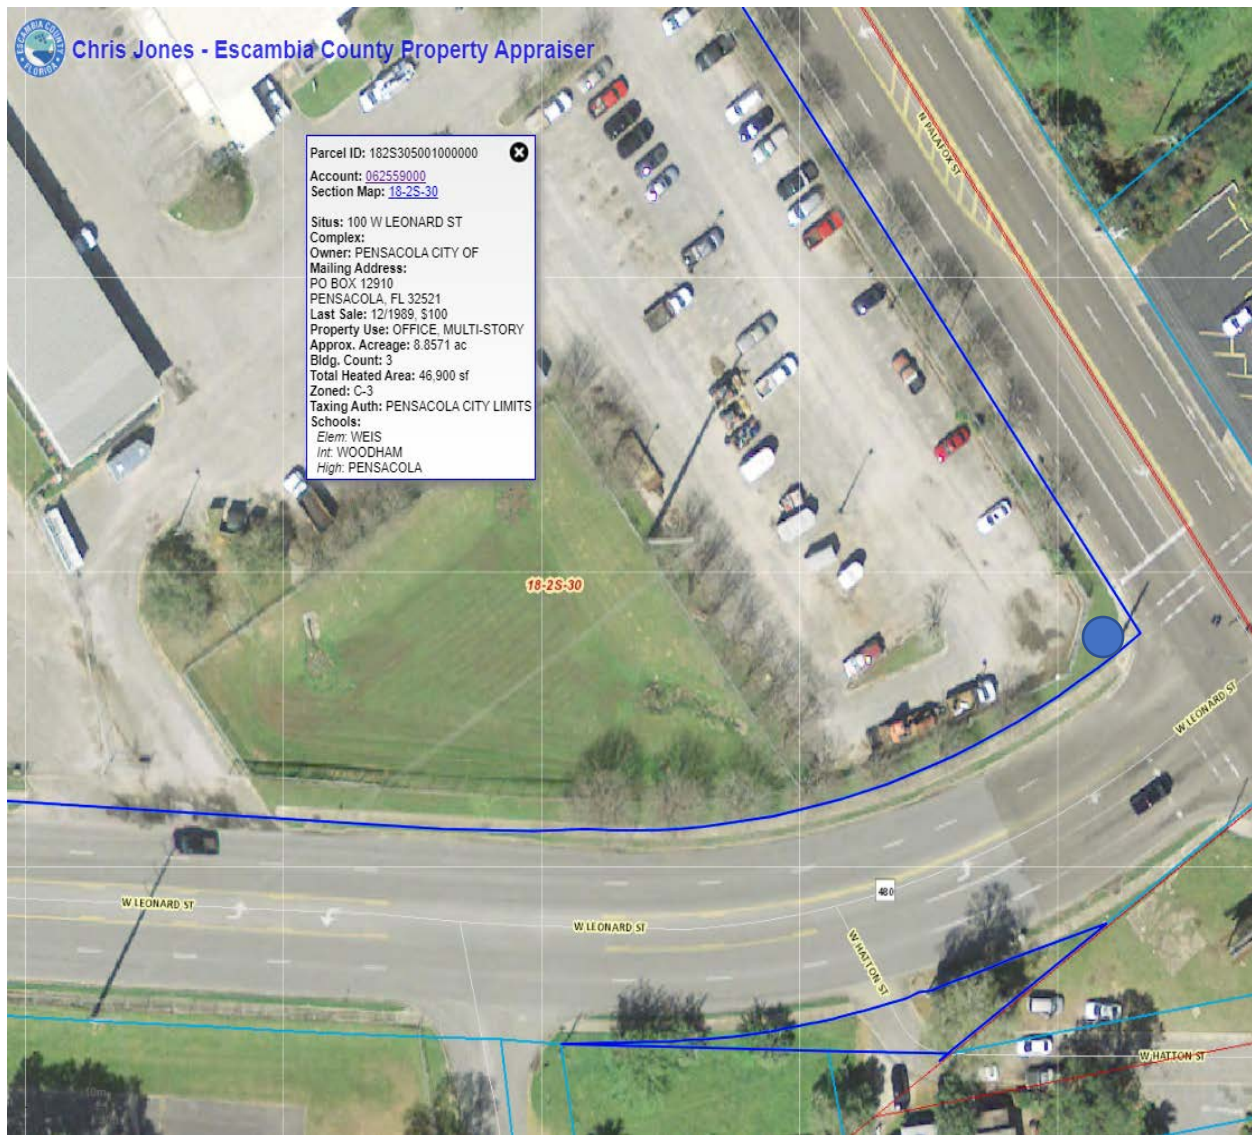 ESCAMBIA COUNTY
FLORIDA
Chris Jones - Escambia County Property Appraiser
Parcel ID: 182S305001000000
Account: 062559000
Section Map: 18-2S-30
Situs: 100 W LEONARD ST
Complex:
Owner: PENSACOLA CITY OF
Mailing Address:
PO BOX 12910
PENSACOLA, FL 32521
Last Sale: 12/1989, $100
Property Use: OFFICE, MULTI-STORY
Approx. Acreage: 8.8571 ac
Bldg. Count: 3
Total Heated Area: 46,900 sf
Zoned: C-3
Taxing Auth: PENSACOLA CITY LIMITS
Schools:
Elem: WEIS
Int: WOODHAM
High: PENSACOLA
N PALAFOX ST
18-2S-30
W LEONARD ST
480
W LEONARD ST
W LEONARD ST
W HATTON ST
W HATTON ST